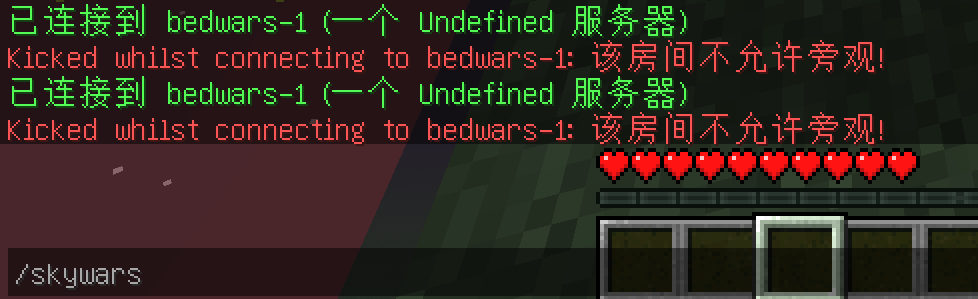 已连接到 bedwars-1 (一个 Undefined 服务器)
Kicked whilst connecting to bedwars-1: 该房间不允许旁观!
已连接到 bedwars-1 (一个 Undefined 服务器)
Kicked whilst connecting to bedwars-1: 该房间不允许旁观!
/skywars